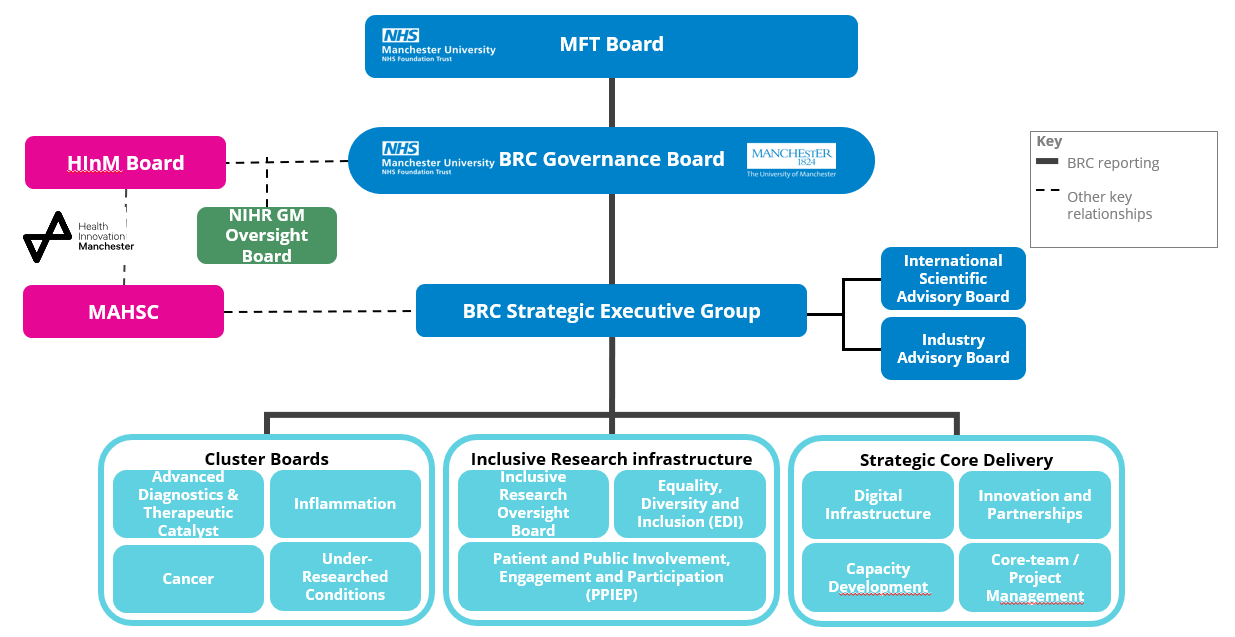 NHS
Manchester University
NHS Foundation Trust
MFT Board
HInM Board
NHS
Manchester University
NHS Foundation Trust
BRC Governance Board
MANCHESTER
1824
The University of Manchester
Key
BRC reporting
Other key
relationships
Health
Innovation
Manchester
NIHR GM
Oversight
Board
MAHSC
BRC Strategic Executive Group
International
Scientific
Advisory Board
Industry
Advisory Board
Cluster Boards
Advanced
Diagnostics &
Therapeutic
Catalyst
Inflammation
Cancer
Under-
Researched
Conditions
Inclusive Research infrastructure
Inclusive
Research
Oversight
Board
Equality,
Diversity and
Inclusion (EDI)
Patient and Public Involvement,
Engagement and Participation
(PPIEP)
Strategic Core Delivery
Digital
Infrastructure
Innovation and
Partnerships
Capacity
Development
Core-team /
Project
Management